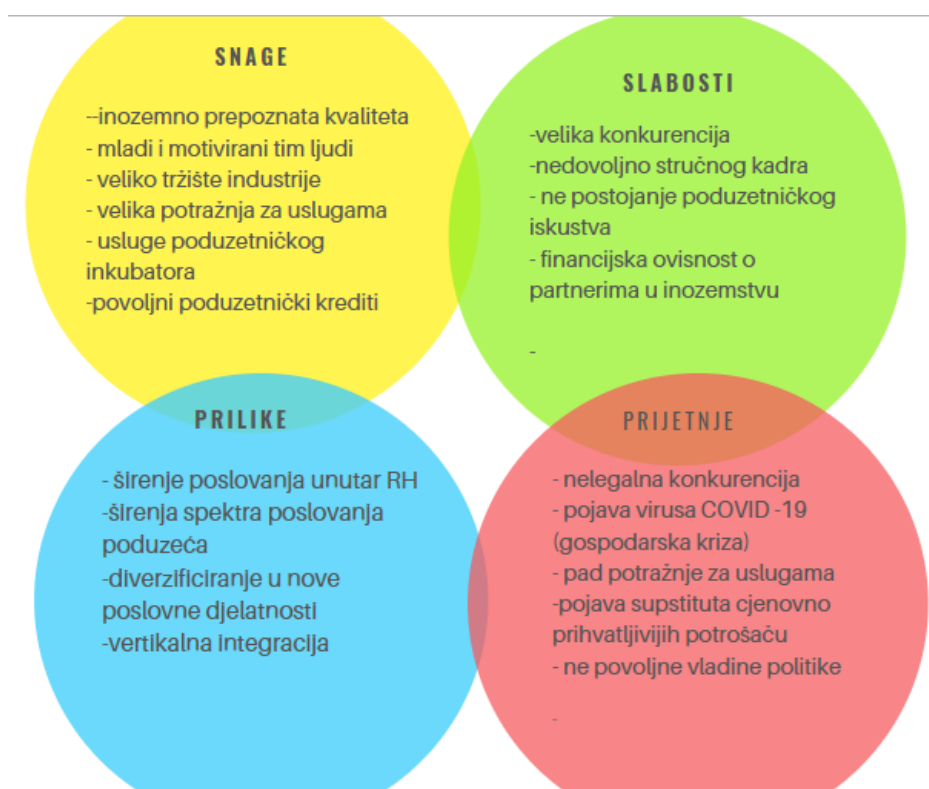 SNAGE
--inozemno prepoznata kvaliteta
- mladi i motivirani tim ljudi
- veliko tržište industrije
- velika potražnja za uslugama
- usluge poduzetničkog
inkubatora
-povoljni poduzetnički krediti
SLABOSTI
-velika konkurencija
-nedovoljno stručnog kadra
- ne postojanje poduzetničkog
iskustva
- financijska ovisnost o
partnerima u inozemstvu
-
PRILIKE
- širenje poslovanja unutar RH
-širenja spektra poslovanja
poduzeća
-diverzificiranje u nove
poslovne djelatnosti
-vertikalna integracija
PRIJETNJE
- nelegalna konkurencija
- pojava virusa COVID -19
(gospodarska kriza)
- pad potražnje za uslugama
-pojava supstituta cjenovno
prihvatljivijih potrošaču
- ne povoljne vladine politike
-